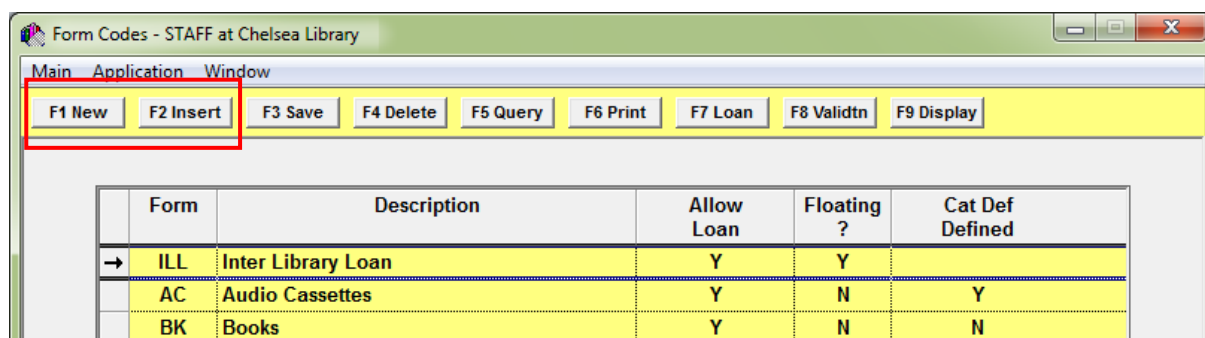 Form Codes - STAFF at Chelsea Library
Main Application Window
F1 New F2 Insert F3 Save F4 Delete F5 Query F6 Print F7 Loan F8 Validtn F9 Display
Form Description Allow Loan Floating ? Cat Def Defined
→ ILL Inter Library Loan Y Y
AC Audio Cassettes Y N Y
BK Books Y N N